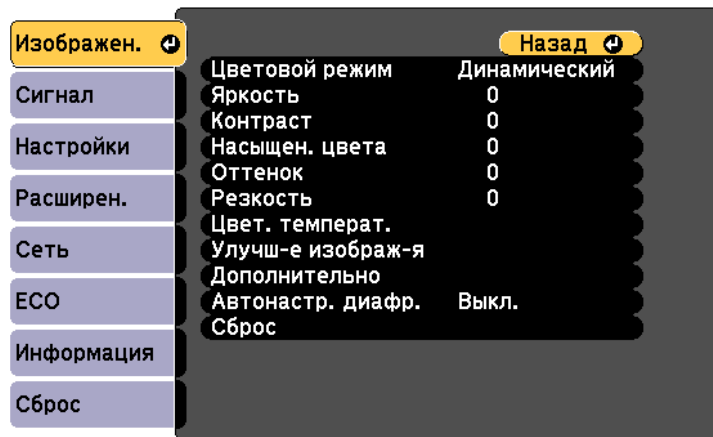 Изображен.
Сигнал
Настройки
Расширен.
Сеть
ECO
Информация
Сброс
Назад
Цветовой режим Динамический
Яркость 0
Контраст 0
Насыщен. цвета 0
Оттенок 0
Резкость 0
Цвет. температ.
Улучш-е изображ-я
Дополнительно
Автонастр. диафр. Выкл.
Сброс